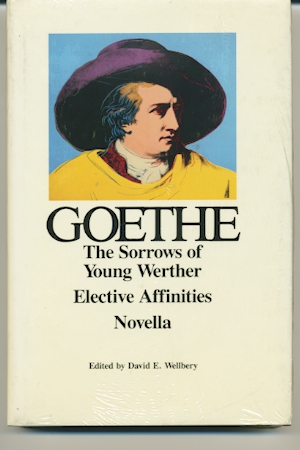 GOETHE
The Sorrows of
Young Werther
Elective Affinities
Novella
Edited by David E. Wellbery